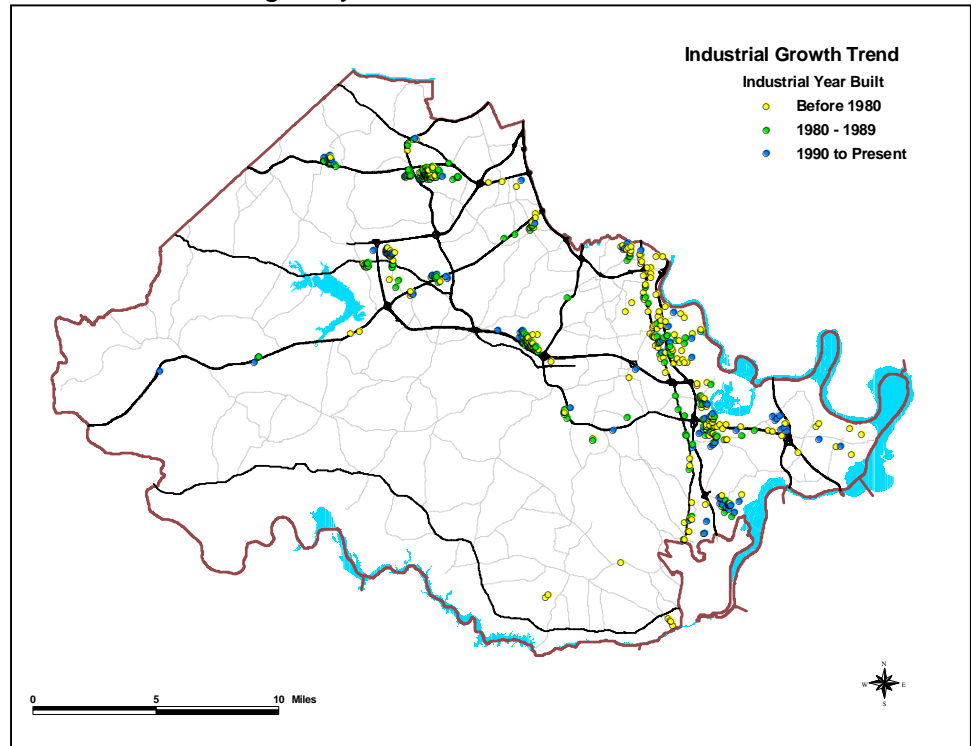 Industrial Growth Trend
Industrial Year Built
Before 1980
1980 - 1989
1990 to Present
0 5 10 Miles
N
W E
S